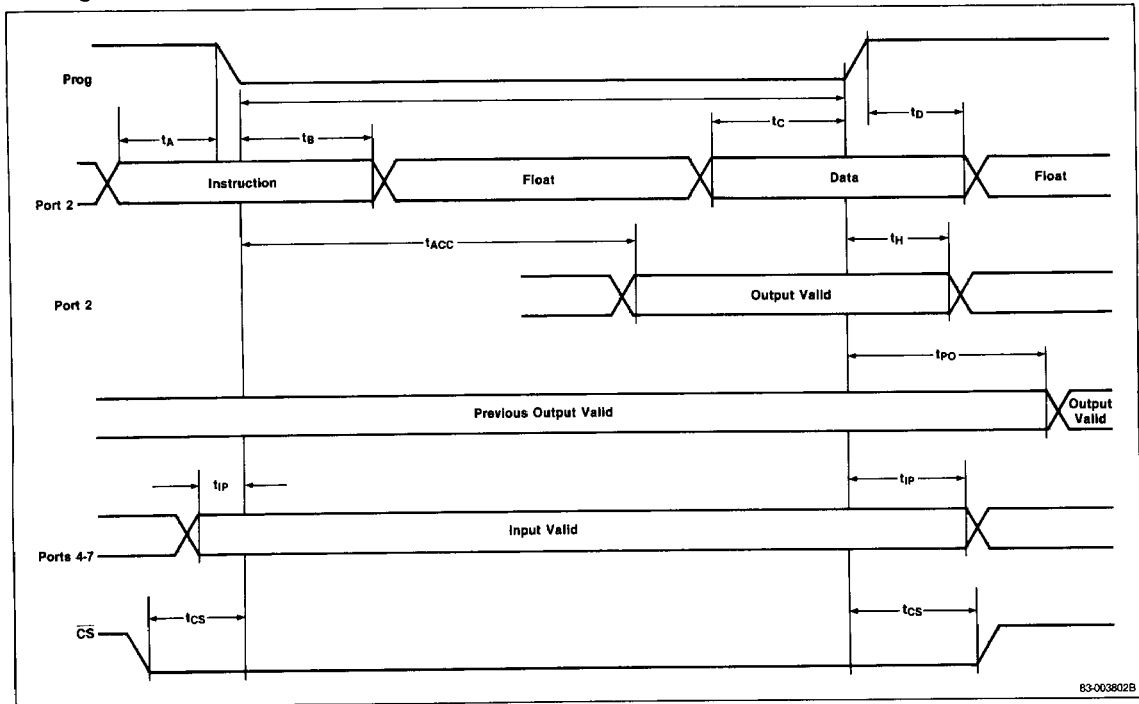 Prog
tA
tB
tC
tD
Port 2
Instruction
Float
Data
Float
tACC
tH
Port 2
Output Valid
tPO
Previous Output Valid
Output
Valid
tIP
tIP
Ports 4-7
Input Valid
CS
tCS
tCS
83-003802B